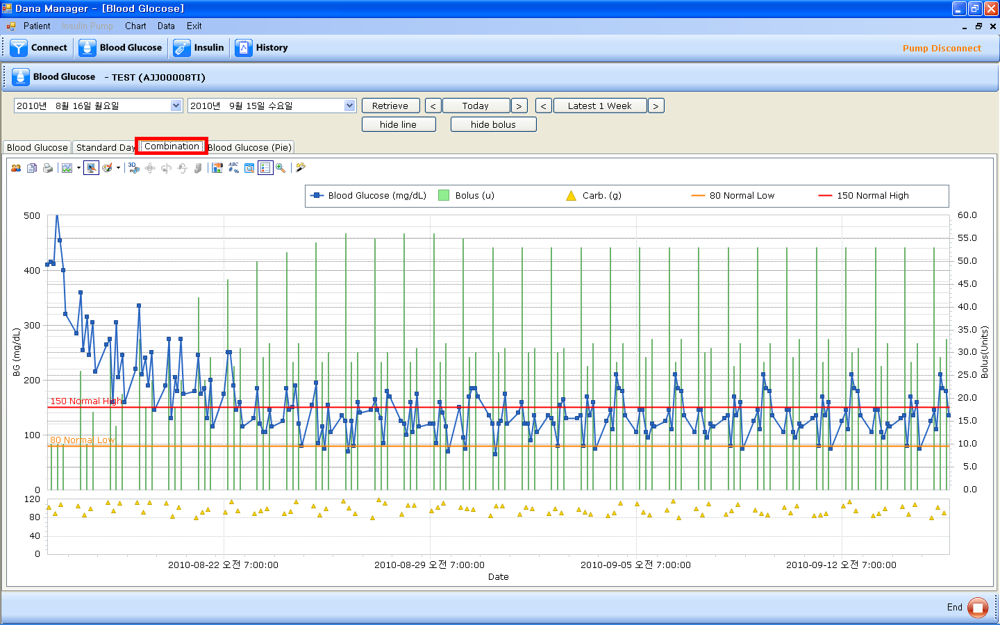 Dana Manager - [Blood Glocose]
Patient Insulin Pump Chart Data Exit
Connect Blood Glucose Insulin History Pump Disconnect
Blood Glucose - TEST (AJJ00008TI)
2010년 8월 16일 월요일 2010년 9월 15일 수요일 Retrieve < Today > < Latest 1 Week >
hide line hide bolus
Blood Glucose Standard Day Combination Blood Glucose (Pie)
3D ABC #%
Blood Glucose (mg/dL) Bolus (u) Carb. (g) 80 Normal Low 150 Normal High
500 60.0
55.0
400 50.0
45.0
40.0
300 35.0
30.0
200 25.0
150 Normal High 20.0
100 15.0
80 Normal Low 10.0
5.0
0 0.0
BG (mg/dL)
Bolus(Units)
120
80
40
0
2010-08-22 오전 7:00:00 2010-08-29 오전 7:00:00 2010-09-05 오전 7:00:00 2010-09-12 오전 7:00:00
Date
End